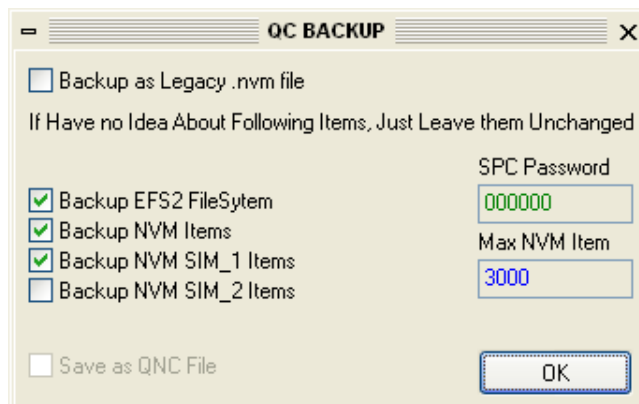 QC BACKUP
Backup as Legacy .nvm file
If Have no Idea About Following Items, Just Leave them Unchanged
SPC Password
000000
Backup EFS2 FileSytem
Backup NVM Items
Max NVM Item
Backup NVM SIM_1 Items
3000
Backup NVM SIM_2 Items
Save as QNC File
OK